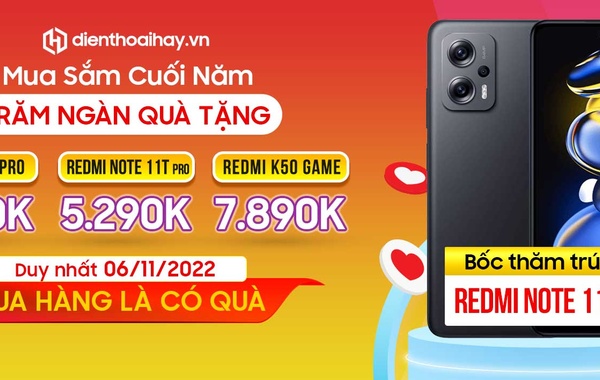 dienthoaihay.vn
Mua Sắm Cuối Năm
RĂM NGÀN QUÀ TẶNG
PRO REDMI NOTE 11T PRO REDMI K50 GAME
0K 5.290K 7.890K
Duy nhất 06/11/2022
UA HÀNG LÀ CÓ QUÀ
Bốc thăm trú
REDMI NOTE 11